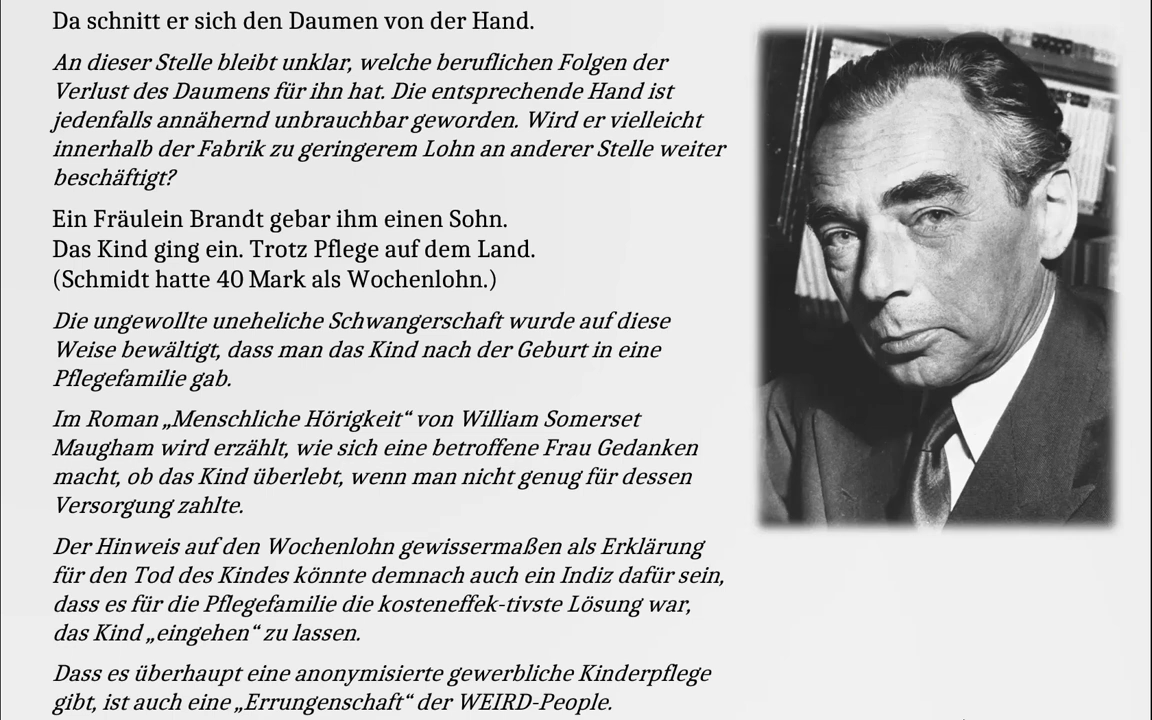 Da schnitt er sich den Daumen von der Hand.
An dieser Stelle bleibt unklar, welche beruflichen Folgen der
Verlust des Daumens für ihn hat. Die entsprechende Hand ist
jedenfalls annähernd unbrauchbar geworden. Wird er vielleicht
innerhalb der Fabrik zu geringerem Lohn an anderer Stelle weiter
beschäftigt?
Ein Fräulein Brandt gebar ihm einen Sohn.
Das Kind ging ein. Trotz Pflege auf dem Land.
(Schmidt hatte 40 Mark als Wochenlohn.)
Die ungewollte uneheliche Schwangerschaft wurde auf diese
Weise bewältigt, dass man das Kind nach der Geburt in eine
Pflegefamilie gab.
Im Roman „Menschliche Hörigkeit“ von William Somerset
Maugham wird erzählt, wie sich eine betroffene Frau Gedanken
macht, ob das Kind überlebt, wenn man nicht genug für dessen
Versorgung zahlte.
Der Hinweis auf den Wochenlohn gewissermaßen als Erklärung
für den Tod des Kindes könnte demnach auch ein Indiz dafür sein,
dass es für die Pflegefamilie die kosteneffek-tivste Lösung war,
das Kind „eingehen“ zu lassen.
Dass es überhaupt eine anonymisierte gewerbliche Kinderpflege
gibt, ist auch eine „Errungenschaft“ der WEIRD-People.